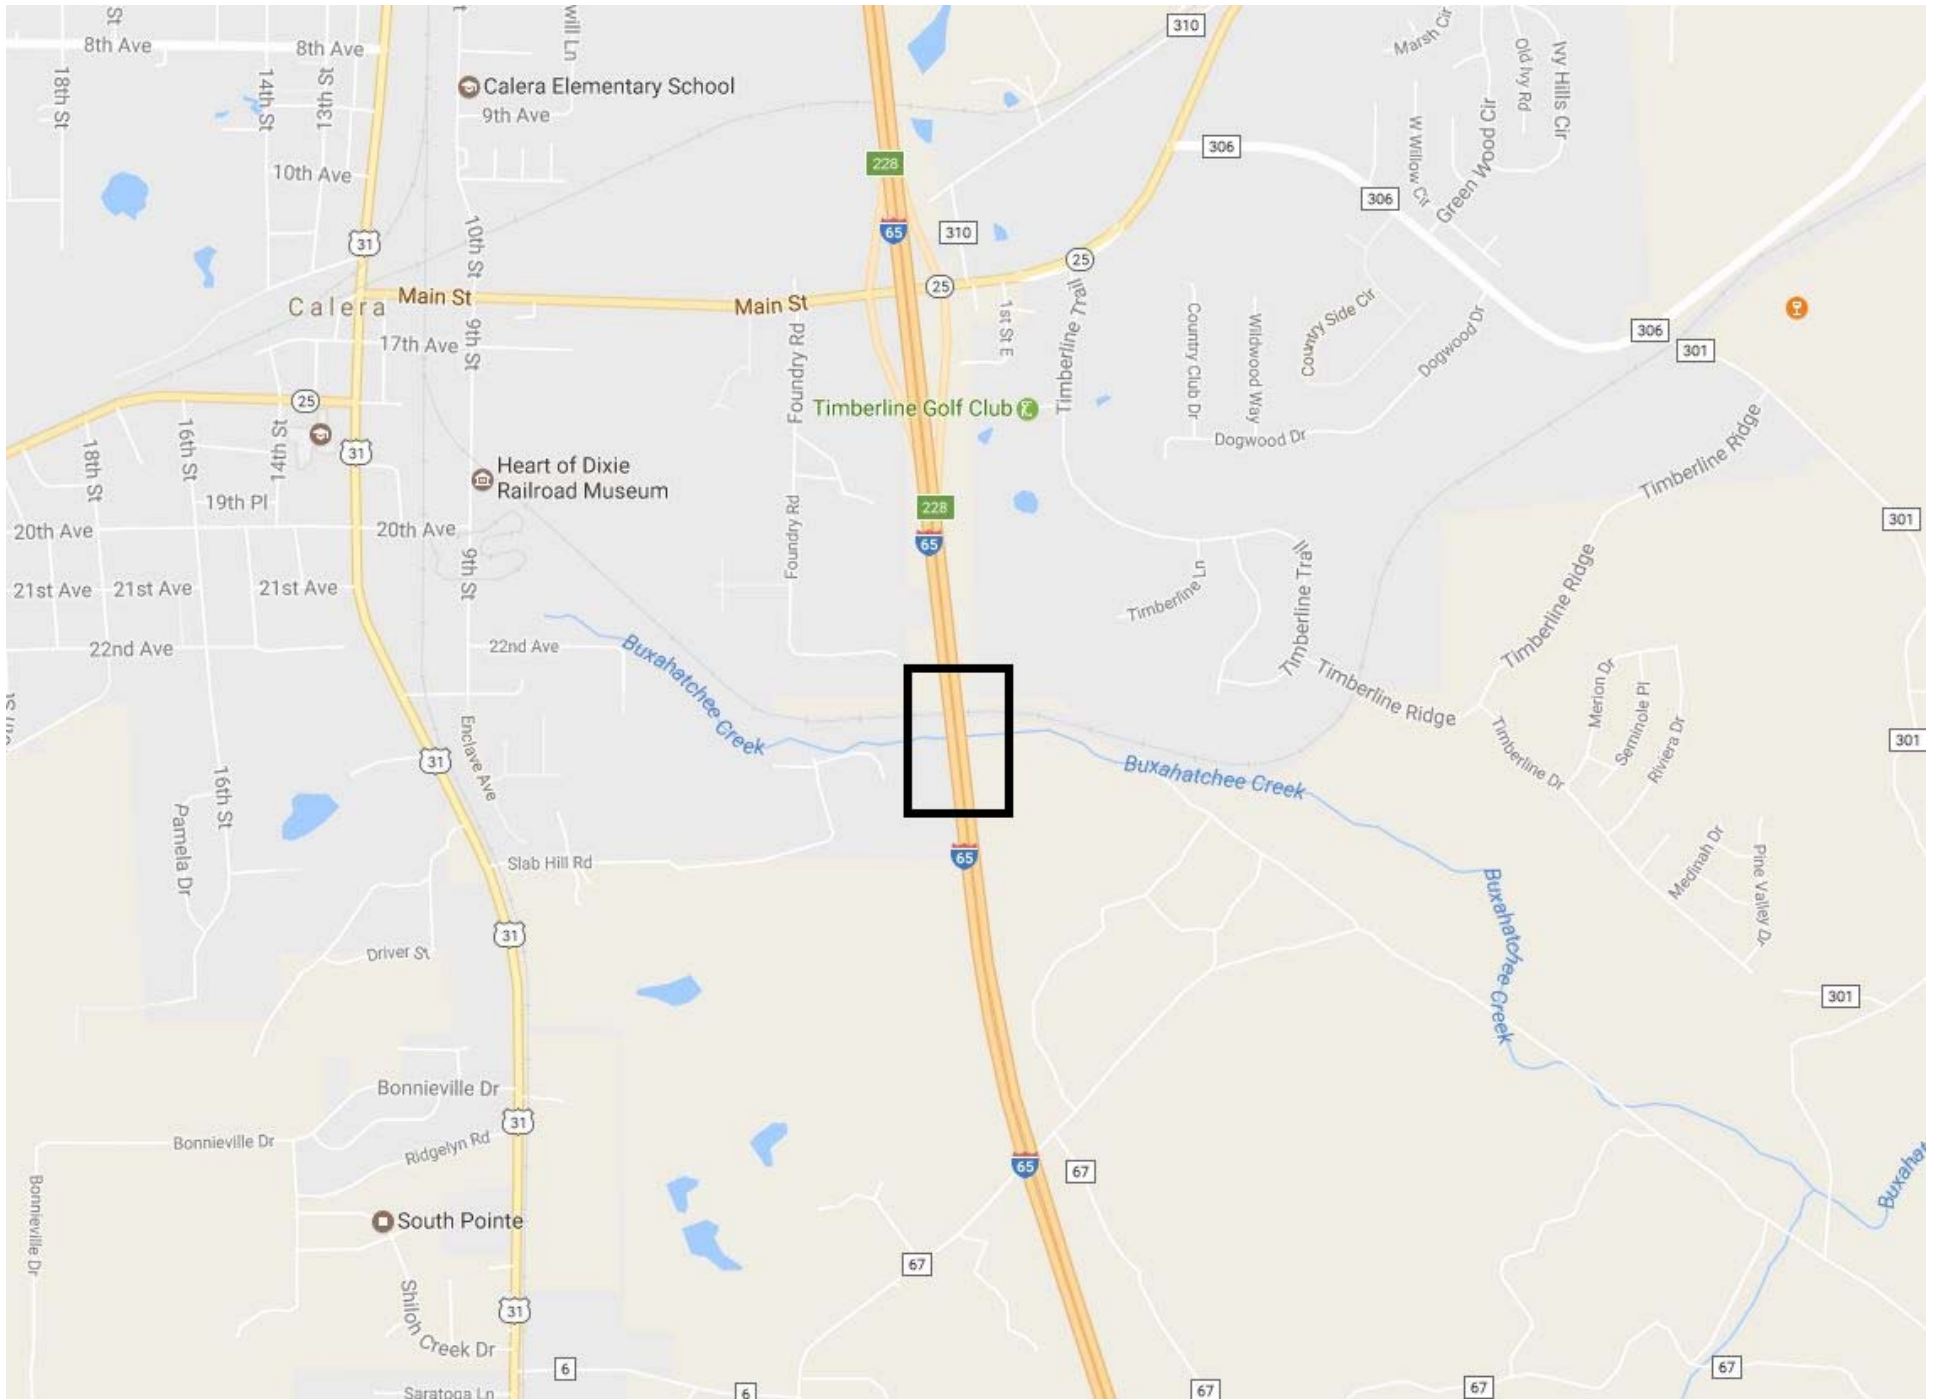 St
will Ln
310
8th Ave
8th Ave
Marsh Cir
Old Ivy Rd
Ivy Hills Cir
18th St
14th St
13th St
Calera Elementary School
9th Ave
W Willow Cir
Green Wood Cir
228
306
306
10th Ave
31
10th St
65
310
25
25
Calera
Main St
Main St
1st St E
Timberline Trail
Country Club Dr
Wildwood Way
Country Side Cir
Dogwood Dr
306
301
17th Ave
9th St
Foundry Rd
25
Timberline Golf Club
Dogwood Dr
Timberline Ridge
18th St
16th St
14th St
31
Heart of Dixie
Railroad Museum
19th Pl
Foundry Rd
228
65
301
20th Ave
20th Ave
9th St
Timberline Ln
Timberline Trail
Timberline Ridge
21st Ave
21st Ave
21st Ave
22nd Ave
22nd Ave
Buxahatchee Creek
Timberline Ridge
Merion Dr
Seminole Pl
Riviera Dr
Timberline Dr
301
Enclave Ave
31
Buxahatchee Creek
16th St
Pamela Dr
Slab Hill Rd
65
Medinah Dr
Pine Valley Dr
Buxahatchee Creek
31
Driver St
301
Bonnieville Dr
31
Bonnieville Dr
Ridgelyn Rd
65
67
Bonnieville Dr
South Pointe
67
Shiloh Creek Dr
31
6
6
67
67
67
Saratoga Ln